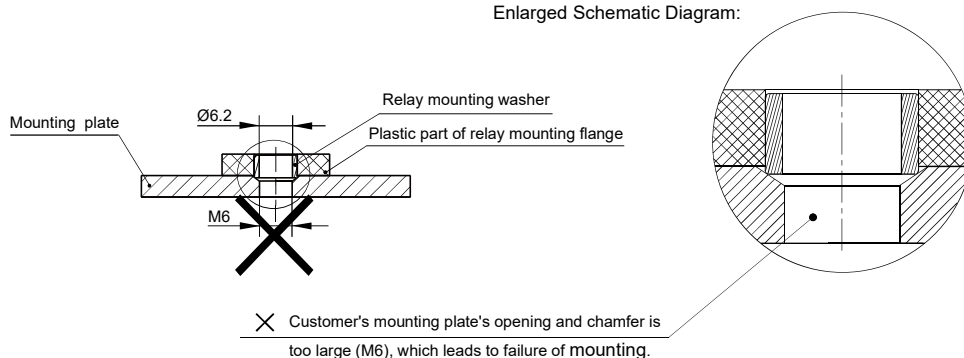 Enlarged Schematic Diagram:
Relay mounting washer
Ø6.2
Mounting plate
Plastic part of relay mounting flange
M6
Customer's mounting plate's opening and chamfer is
too large (M6), which leads to failure of mounting.